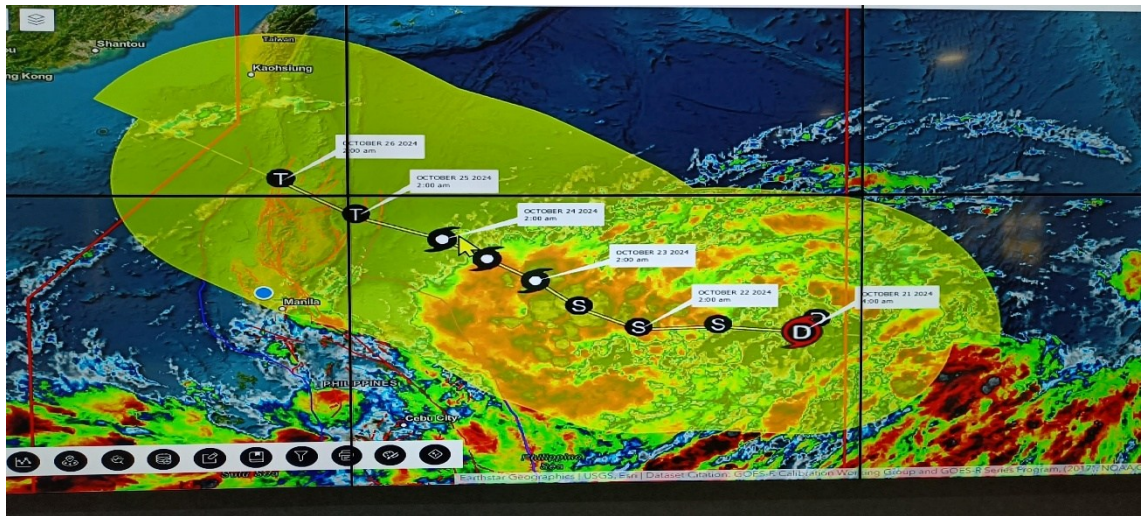 Taiwan
Shantou
ng Kong
Kaohsiung
OCTOBER 26 2024
2:00 am
T
OCTOBER 25 2024
2:00 am
T
OCTOBER 24 2024
2:00 am
OCTOBER 23 2024
2:00 am
OCTOBER 22 2024
2:00 am
OCTOBER 21 2024
4:00 am
S
S
S
D
Manila
PHILIPPINES
Cebu City
Philippine
Sea
Sulu Sea
Earthstar Geographics | USGS, Esri | Dataset Citation: GOES-R Calibration Working Group and GOES-R Series Program, (2017), NOAA